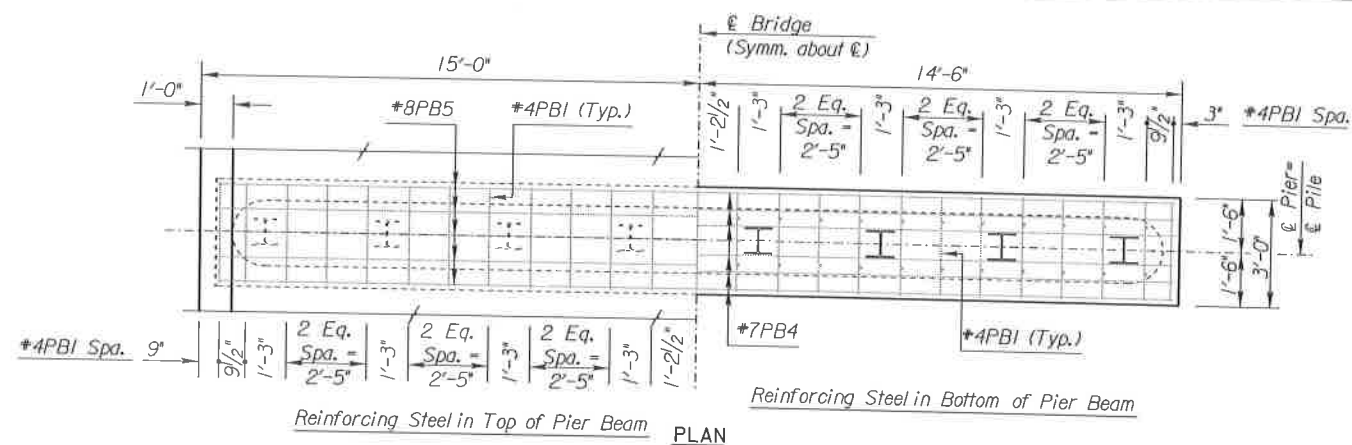 ℄ Bridge
(Symm. about ℄)
15'-0"
14'-6"
1'-0"
#8PB5
#4PB1 (Typ.)
1'-2½"
1'-3"
2 Eq.
Spa. =
2'-5"
1'-3"
2 Eq.
Spa. =
2'-5"
1'-3"
2 Eq.
Spa. =
2'-5"
1'-3"
9½"
3"
#4PB1 Spa.
℄ Pier=
℄ Pile
1'-6"
1'-6"
3'-0"
#4PB1 Spa.
9"
9½"
1'-3"
2 Eq.
Spa. =
2'-5"
1'-3"
2 Eq.
Spa. =
2'-5"
1'-3"
2 Eq.
Spa. =
2'-5"
1'-3"
1'-2½"
#7PB4
#4PB1 (Typ.)
Reinforcing Steel in Top of Pier Beam
Reinforcing Steel in Bottom of Pier Beam
PLAN